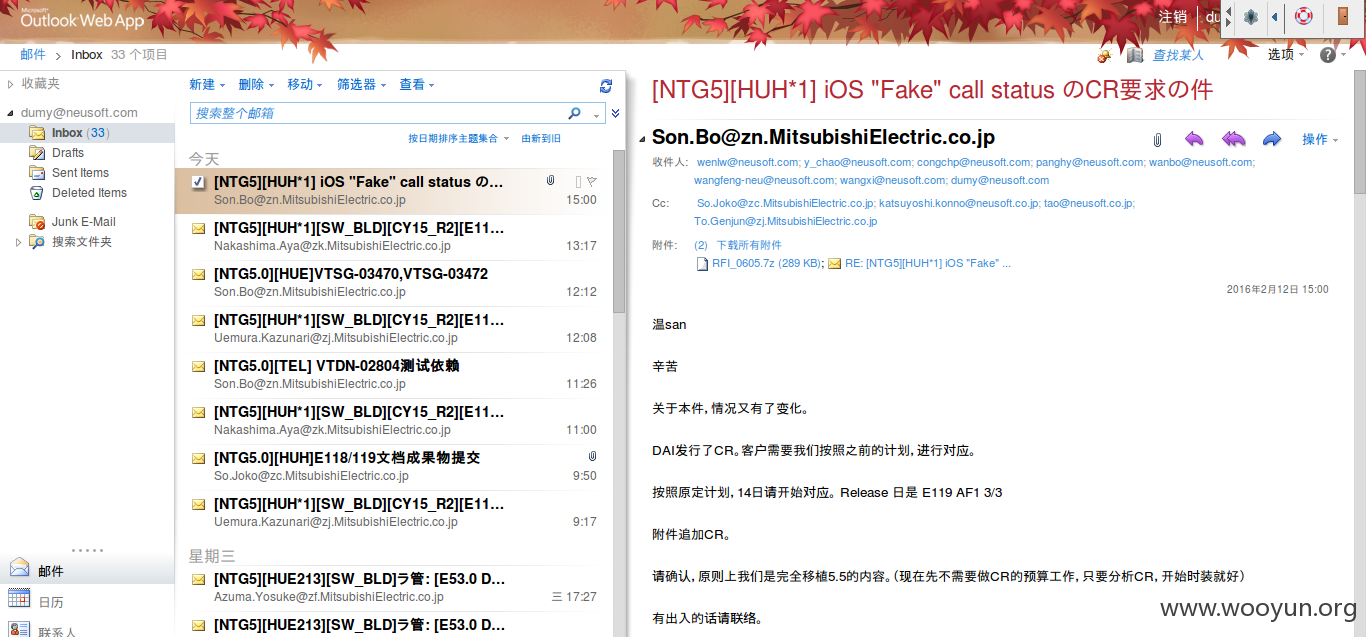 Microsoft
Outlook Web App
注销
du
邮件 > Inbox 33 个项目
查找某人
选项
收藏夹
dumy@neusoft.com
Inbox (33)
Drafts
Sent Items
Deleted Items
Junk E-Mail
搜索文件夹
邮件
日历
联系人
新建 删除 移动 筛选器 查看
搜索整个邮箱
按日期排序主题集合 由新到旧
今天
[NTG5][HUH*1] iOS "Fake" call status の...
Son.Bo@zn.MitsubishiElectric.co.jp 15:00
[NTG5][HUH*1][SW_BLD][CY15_R2][E11...
Nakashima.Aya@zk.MitsubishiElectric.co.jp 13:17
[NTG5.0][HUE]VTSG-03470,VTSG-03472
Son.Bo@zn.MitsubishiElectric.co.jp 12:12
[NTG5][HUH*1][SW_BLD][CY15_R2][E11...
Uemura.Kazunari@zj.MitsubishiElectric.co.jp 12:08
[NTG5.0][TEL] VTDN-02804测试依赖
Son.Bo@zn.MitsubishiElectric.co.jp 11:26
[NTG5][HUH*1][SW_BLD][CY15_R2][E11...
Nakashima.Aya@zk.MitsubishiElectric.co.jp 11:00
[NTG5.0][HUH]E118/119文档成果物提交
So.Joko@zc.MitsubishiElectric.co.jp 9:50
[NTG5][HUH*1][SW_BLD][CY15_R2][E11...
Uemura.Kazunari@zj.MitsubishiElectric.co.jp 9:17
星期三
[NTG5][HUE213][SW_BLD]ラ管: [E53.0 D...
Azuma.Yosuke@zf.MitsubishiElectric.co.jp 三 17:27
[NTG5][HUE213][SW_BLD]ラ管: [E53.0 D...
[NTG5][HUH*1] iOS "Fake" call status のCR要求の件
Son.Bo@zn.MitsubishiElectric.co.jp
操作
收件人: wenlw@neusoft.com; y_chao@neusoft.com; congchp@neusoft.com; panghy@neusoft.com; wanbo@neusoft.com;
wangfeng-neu@neusoft.com; wangxi@neusoft.com; dumy@neusoft.com
Cc: So.Joko@zc.MitsubishiElectric.co.jp; katsuyoshi.konno@neusoft.co.jp; tao@neusoft.co.jp;
To.Genjun@zj.MitsubishiElectric.co.jp
附件: (2) 下载所有附件
RFI_0605.7z (289 KB); RE: [NTG5][HUH*1] iOS "Fake" ...
2016年2月12日 15:00
温san
辛苦
关于本件，情况又有了变化。
DAI发行了CR。客户需要我们按照之前的计划，进行对应。
按照原定计划，14日请开始对应。 Release 日是 E119 AF1 3/3
附件追加CR。
请确认，原则上我们是完全移植5.5的内容。（现在先不需要做CR的预算工作，只要分析CR，开始时装就好）
有出入的话请联络。
www.wooyun.org